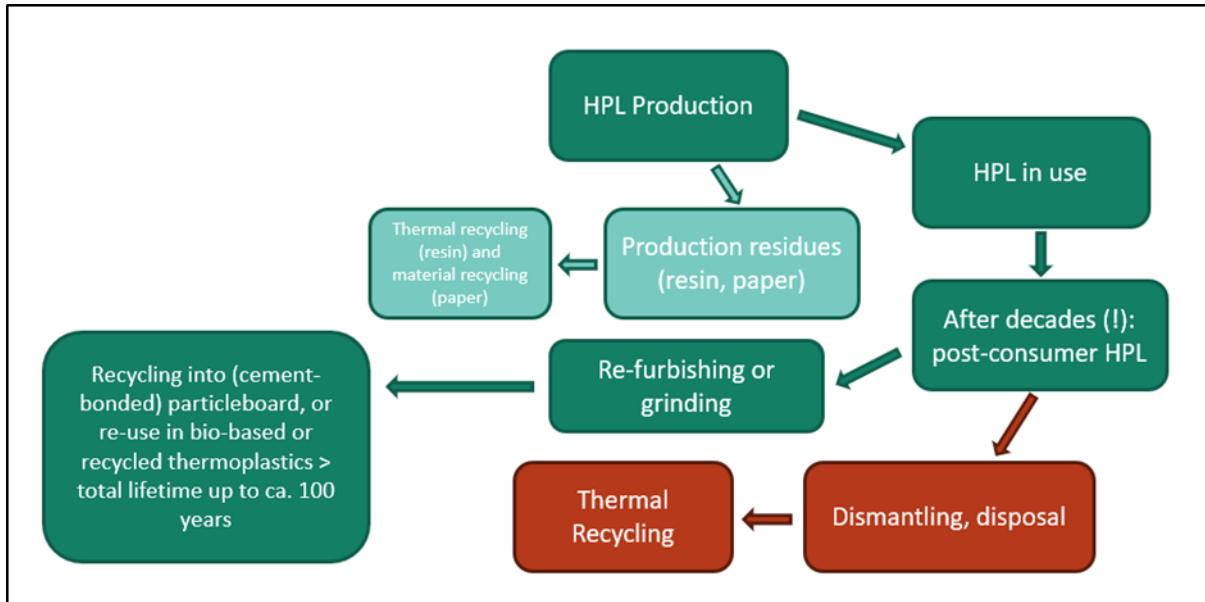 HPL Production
HPL in use
Thermal recycling
(resin) and
material recycling
(paper)
Production residues
(resin, paper)
After decades (!):
post-consumer HPL
Recycling into (cement-
bonded) particleboard, or
re-use in bio-based or
recycled thermoplastics >
total lifetime up to ca. 100
years
Re-furbishing or
grinding
Thermal
Recycling
Dismantling, disposal